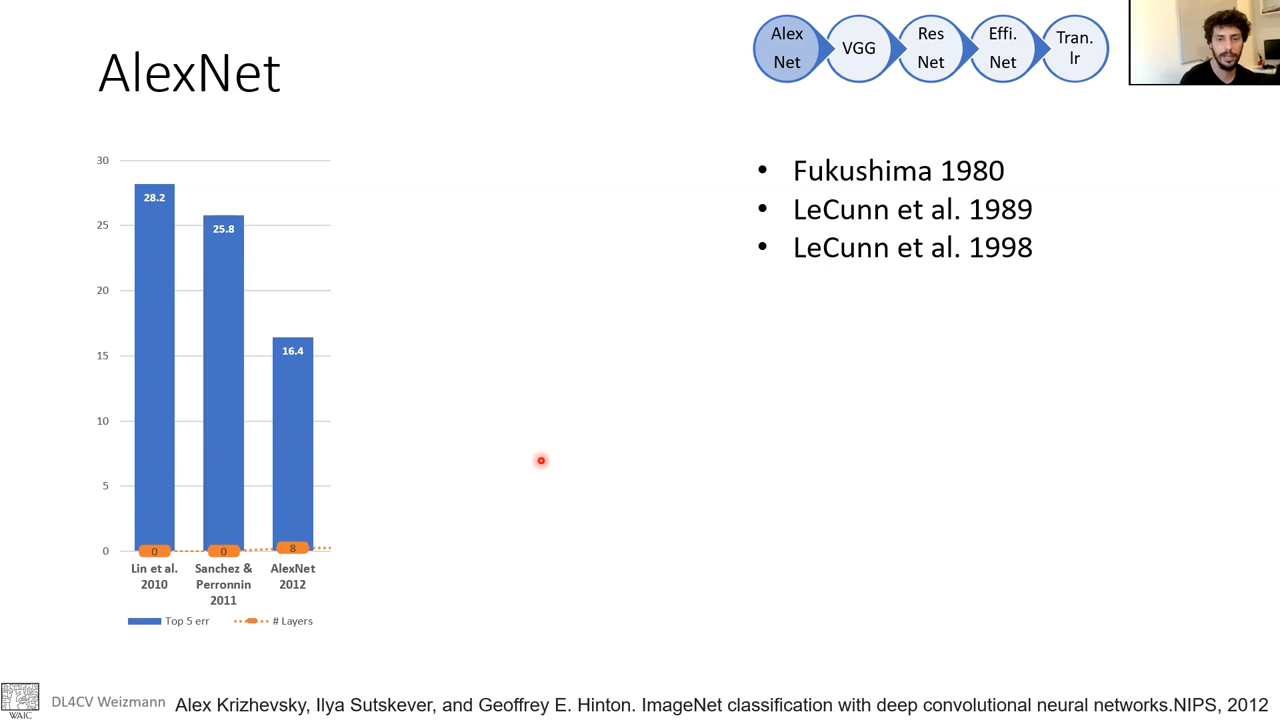 AlexNet
Alex
Net
VGG
Res
Net
Effi.
Net
Tran.
lr
• Fukushima 1980
• LeCunn et al. 1989
• LeCunn et al. 1998
30
25
20
15
10
5
0
28.2
25.8
16.4
0
0
8
Lin et al.
2010
Sanchez &
Perronnin
2011
AlexNet
2012
Top 5 err
# Layers
WAIC
DL4CV Weizmann
Alex Krizhevsky, Ilya Sutskever, and Geoffrey E. Hinton. ImageNet classification with deep convolutional neural networks.NIPS, 2012